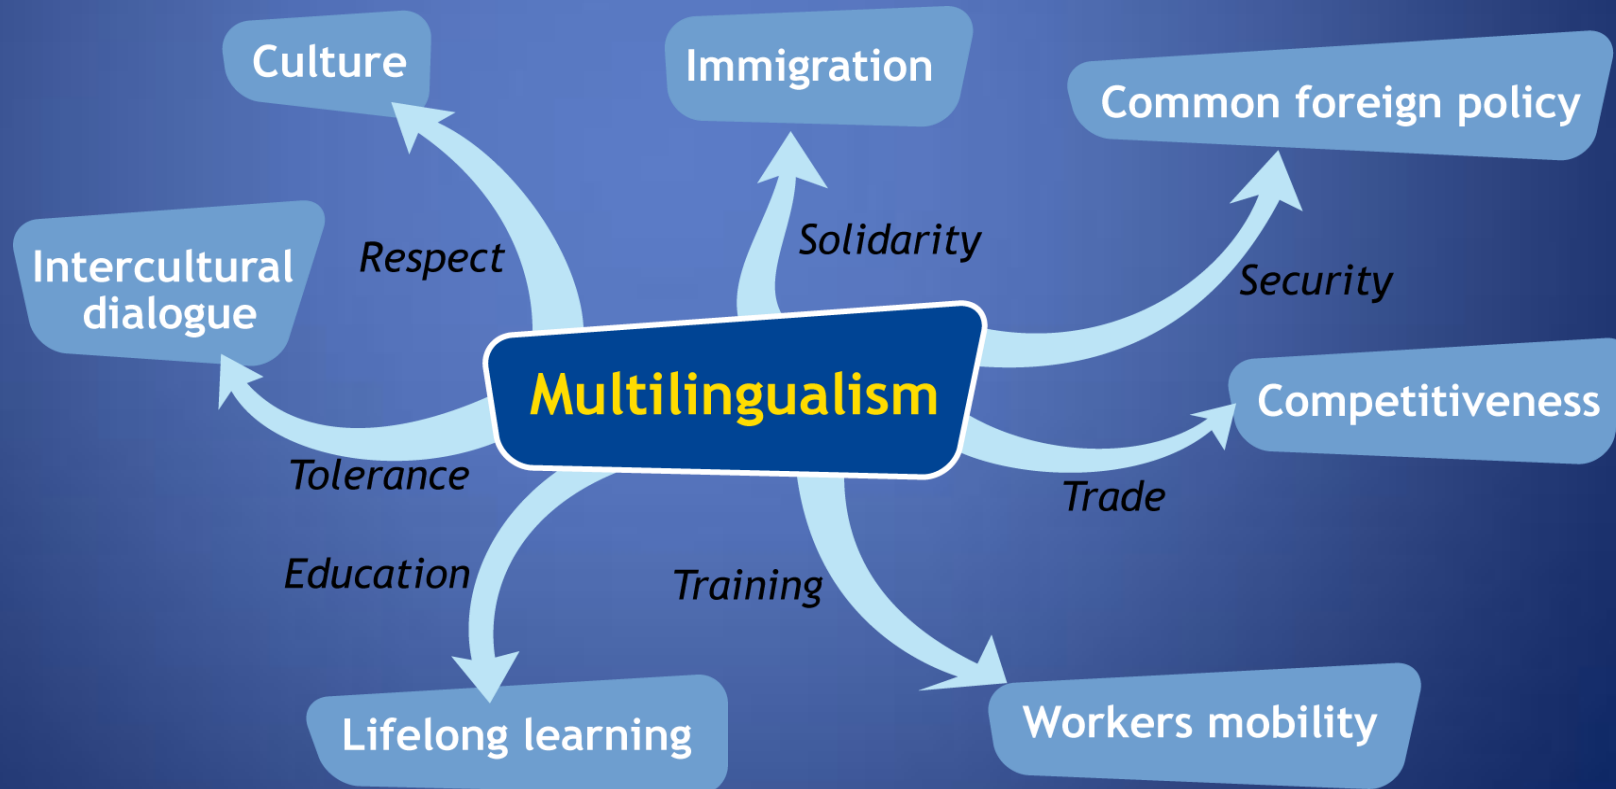 Culture
Immigration
Common foreign policy
Respect
Solidarity
Security
Intercultural
dialogue
Multilingualism
Competitiveness
Tolerance
Trade
Education
Training
Lifelong learning
Workers mobility